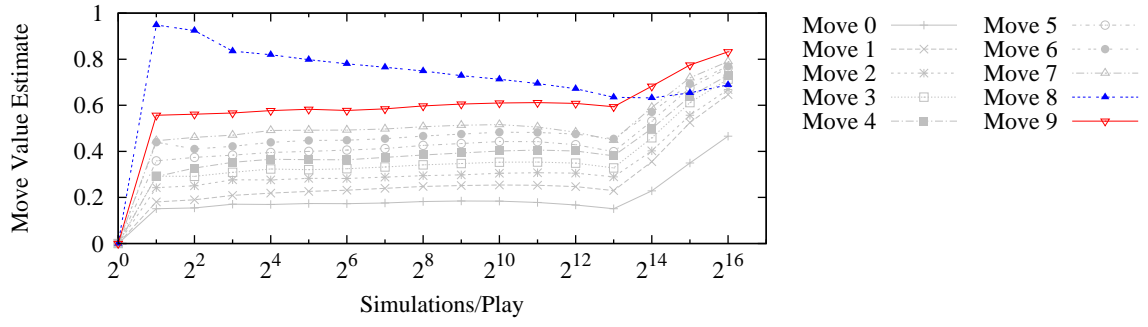 Move Value Estimate
1
0.8
0.6
0.4
0.2
0
2^0 2^2 2^4 2^6 2^8 2^10 2^12 2^14 2^16
Simulations/Play
Move 0 Move 5
Move 1 Move 6
Move 2 Move 7
Move 3 Move 8
Move 4 Move 9